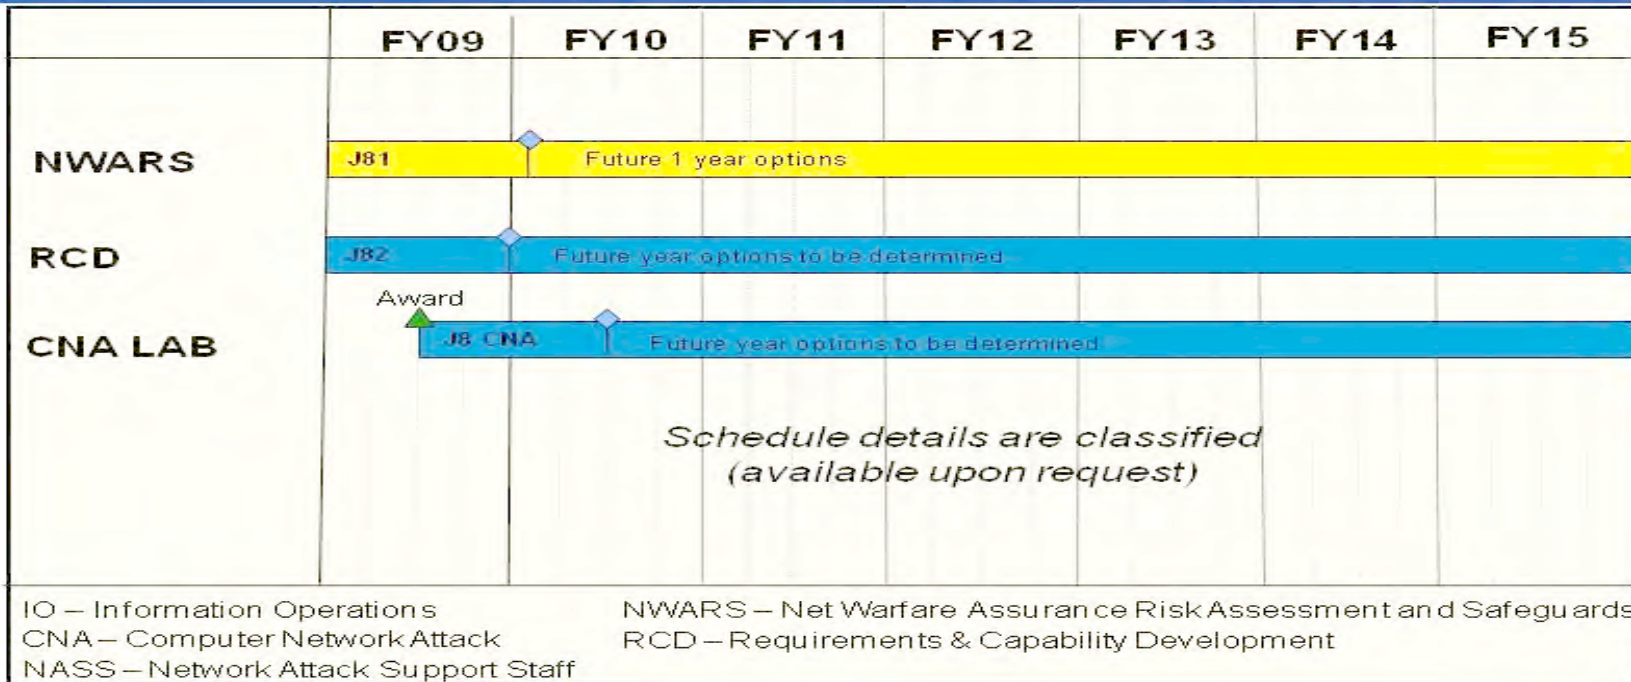 FY09 FY10 FY11 FY12 FY13 FY14 FY15
NWARS J81 Future 1 year options
RCD J82 Future year options to be determined
Award
CNA LAB J8 CNA Future year options to be determined
Schedule details are classified
(available upon request)
IO – Information Operations NWARS – Net Warfare Assurance Risk Assessment and Safeguards
CNA – Computer Network Attack RCD – Requirements & Capability Development
NASS – Network Attack Support Staff